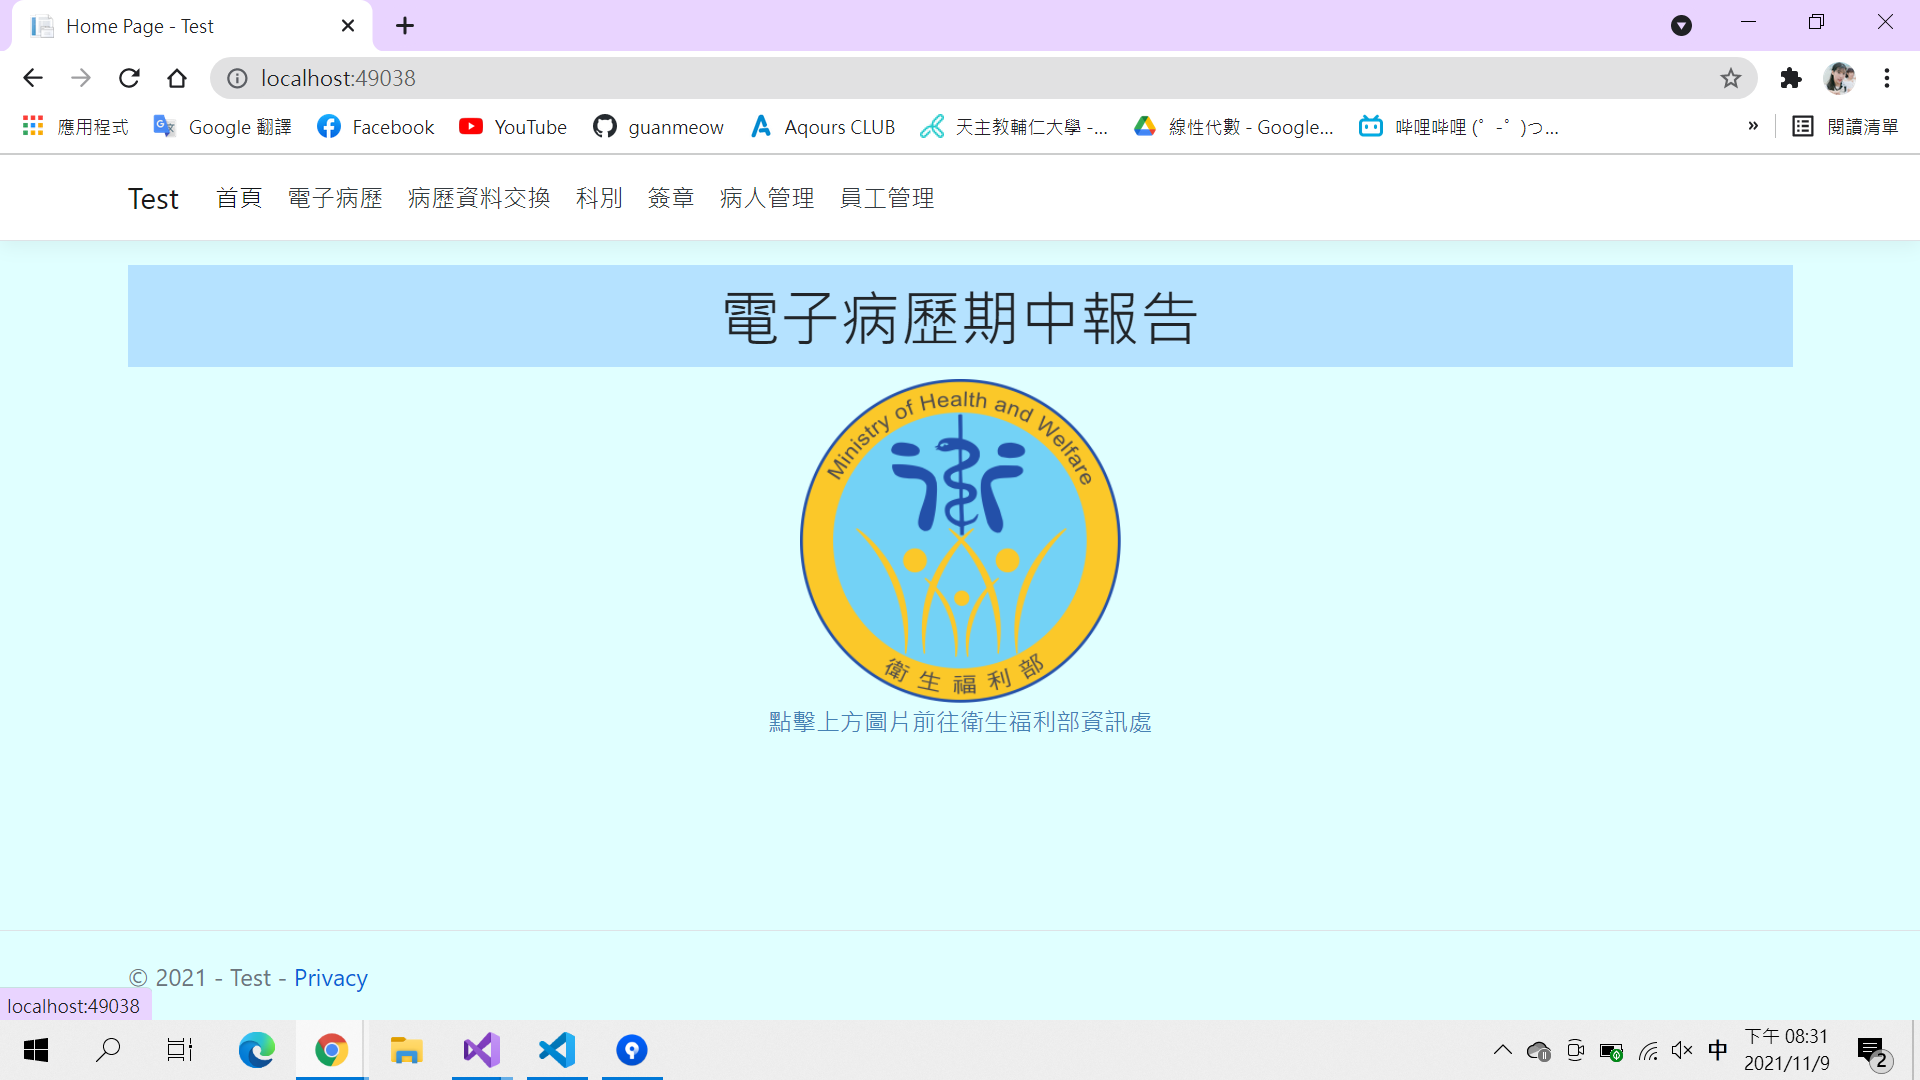 Home Page - Test
localhost:49038
應用程式 Google 翻譯 Facebook YouTube guanmeow Aqours CLUB 天主教輔仁大學 -... 線性代數 - Google... 哔哩哔哩 (゜-゜)つ... » 閱讀清單
Test 首頁 電子病歷 病歷資料交換 科別 簽章 病人管理 員工管理
電子病歷期中報告
Ministry of Health and Welfare
衛生福利部
點擊上方圖片前往衛生福利部資訊處
© 2021 - Test - Privacy
localhost:49038
中
下午 08:31
2021/11/9
2